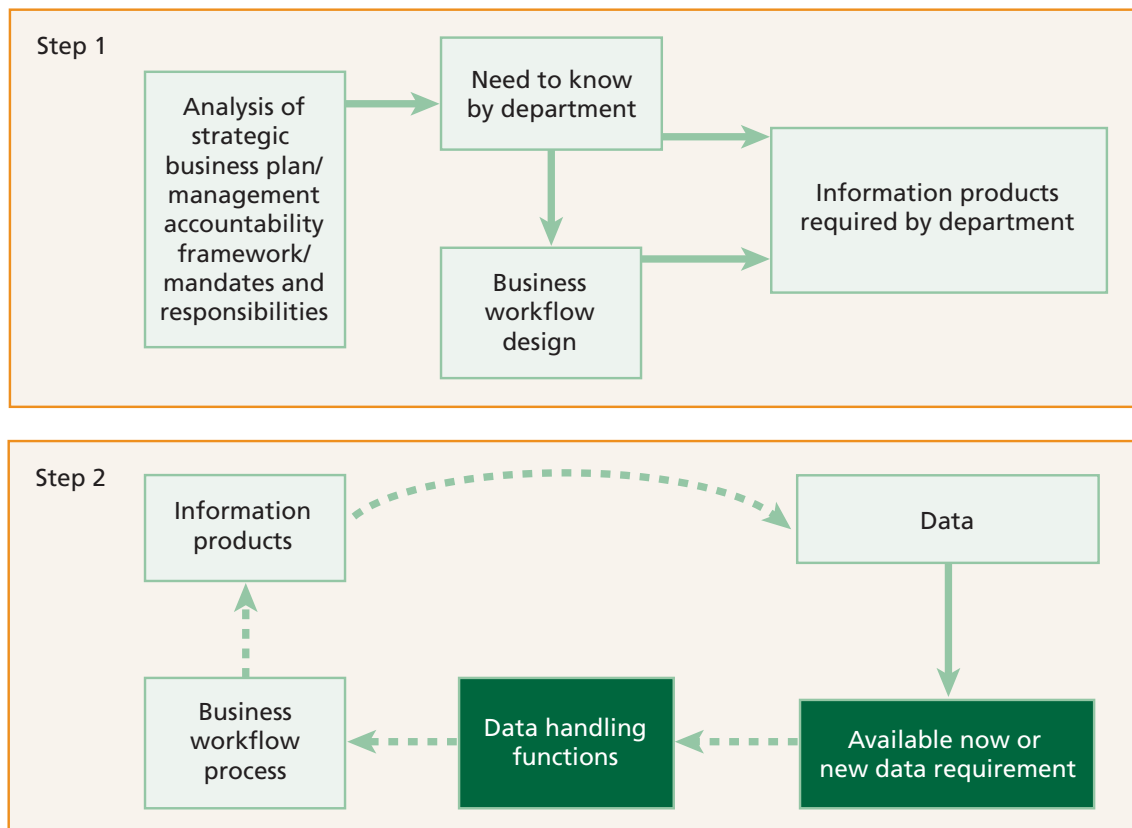 Step 1
Analysis of
strategic
business plan/
management
accountability
framework/
mandates and
responsibilities
Need to know
by department
Business
workflow
design
Information products
required by department
Step 2
Information
products
Data
Business
workflow
process
Data handling
functions
Available now or
new data requirement